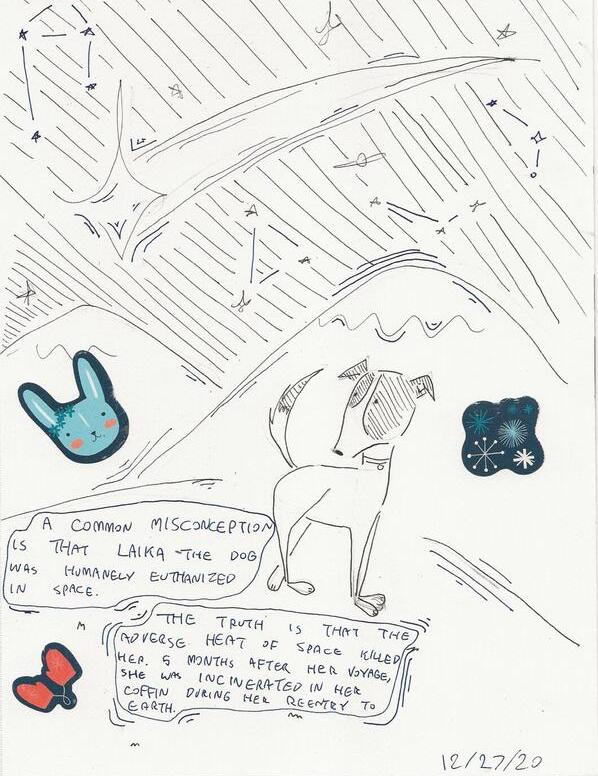 A COMMON MISCONCEPTION
IS THAT LAIKA THE DOG
WAS HUMANELY EUTHANIZED
IN SPACE.
THE TRUTH IS THAT THE
ADVERSE HEAT OF SPACE KILLED
HER. 5 MONTHS AFTER HER VOYAGE,
SHE WAS INCINERATED IN HER
COFFIN DURING HER REENTRY TO
EARTH.
12/27/20